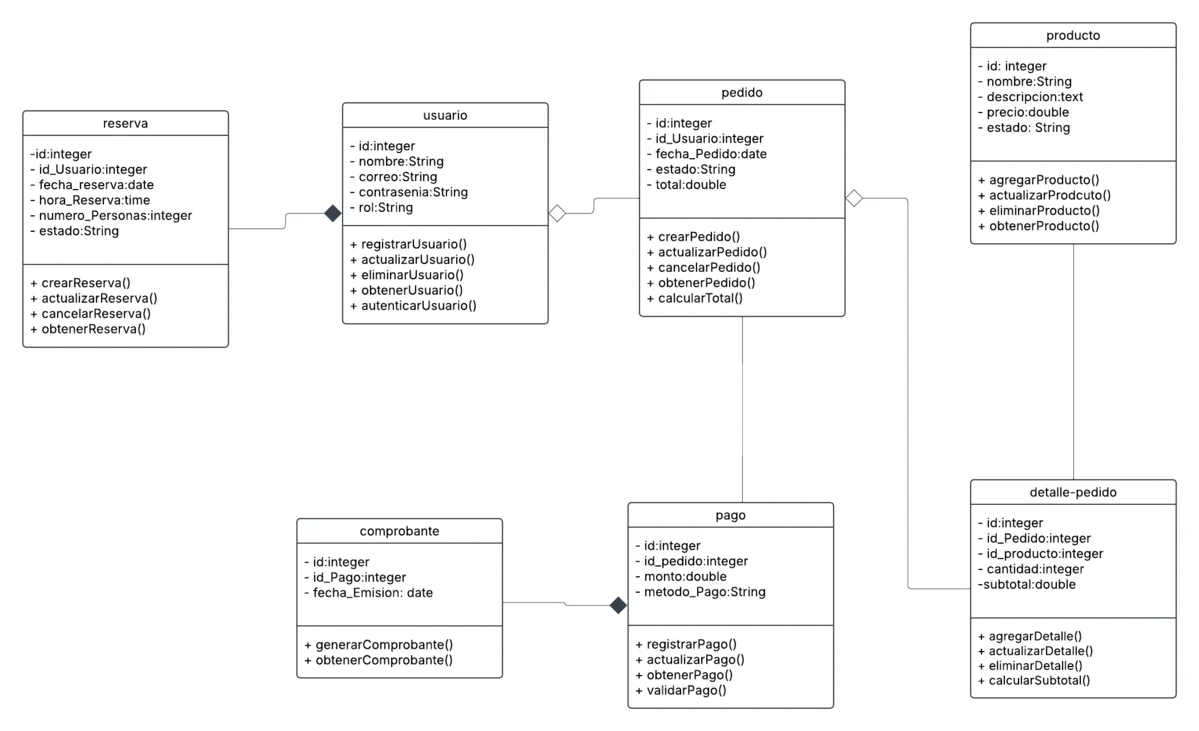 reserva
-id:integer
- id_Usuario:integer
- fecha_reserva:date
- hora_Reserva:time
- numero_Personas:integer
- estado:String
+ crearReserva()
+ actualizarReserva()
+ cancelarReserva()
+ obtenerReserva()
usuario
- id:integer
- nombre:String
- correo:String
- contrasenia:String
- rol:String
+ registrarUsuario()
+ actualizarUsuario()
+ eliminarUsuario()
+ obtenerUsuario()
+ autenticarUsuario()
pedido
- id:integer
- id_Usuario:integer
- fecha_Pedido:date
- estado:String
- total:double
+ crearPedido()
+ actualizarPedido()
+ cancelarPedido()
+ obtenerPedido()
+ calcularTotal()
producto
- id: integer
- nombre:String
- descripcion:text
- precio:double
- estado: String
+ agregarProducto()
+ actualizarProdcuto()
+ eliminarProducto()
+ obtenerProducto()
comprobante
- id:integer
- id_Pago:integer
- fecha_Emision: date
+ generarComprobante()
+ obtenerComprobante()
pago
- id:integer
- id_pedido:integer
- monto:double
- metodo_Pago:String
+ registrarPago()
+ actualizarPago()
+ obtenerPago()
+ validarPago()
detalle-pedido
- id:integer
- id_Pedido:integer
- id_producto:integer
- cantidad:integer
-subtotal:double
+ agregarDetalle()
+ actualizarDetalle()
+ eliminarDetalle()
+ calcularSubtotal()